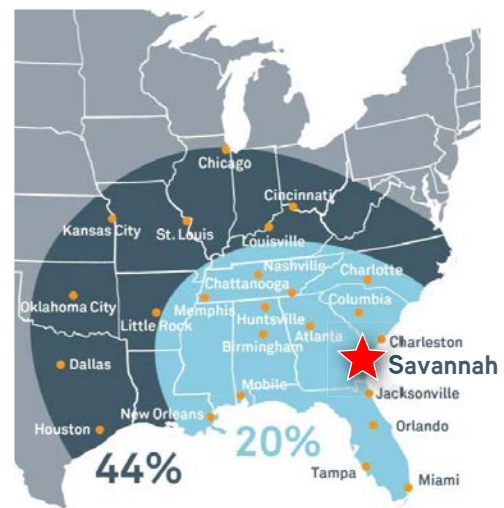 Chicago
Cincinnati
Kansas City
St. Louis
Louisville
Nashville
Charlotte
Chattanooga
Oklahoma City
Memphis
Columbia
Little Rock
Huntsville
Atlanta
Birmingham
Charleston
Savannah
Dallas
Mobile
Jacksonville
New Orleans
Houston
20%
Orlando
44%
Tampa
Miami